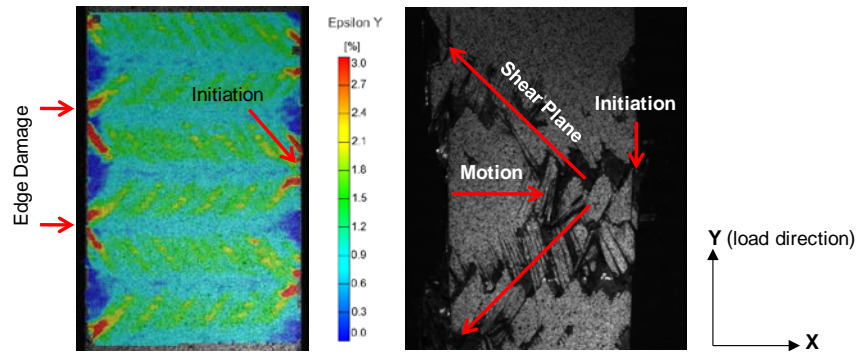 Edge Damage
Initiation
Epsilon Y
[%]
3.0
2.7
2.4
2.1
1.8
1.5
1.2
0.9
0.6
0.3
0.0
Shear Plane
Initiation
Motion
Y (load direction)
X